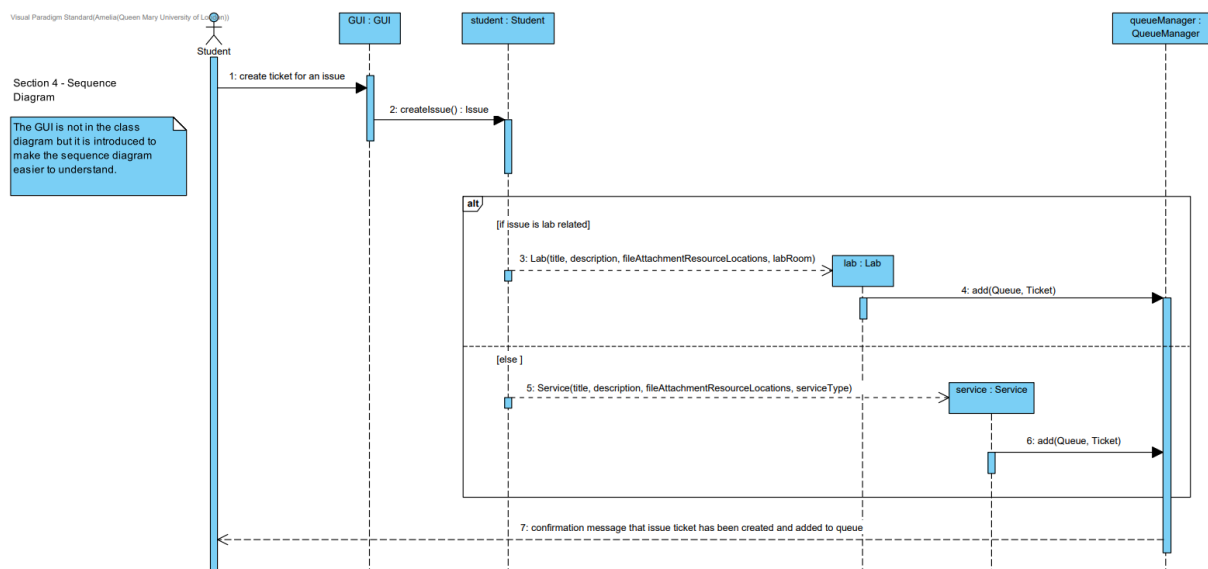 Visual Paradigm Standard(Amelia(Queen Mary University of London))
GUI : GUI
student : Student
queueManager :
QueueManager
Student
Section 4 - Sequence
Diagram
The GUI is not in the class
diagram but it is introduced to
make the sequence diagram
easier to understand.
1: create ticket for an issue
2: createIssue() : Issue
alt
[if issue is lab related]
3: Lab(title, description, fileAttachmentResourceLocations, labRoom)
lab : Lab
4: add(Queue, Ticket)
[else ]
5: Service(title, description, fileAttachmentResourceLocations, serviceType)
service : Service
6: add(Queue, Ticket)
7: confirmation message that issue ticket has been created and added to queue